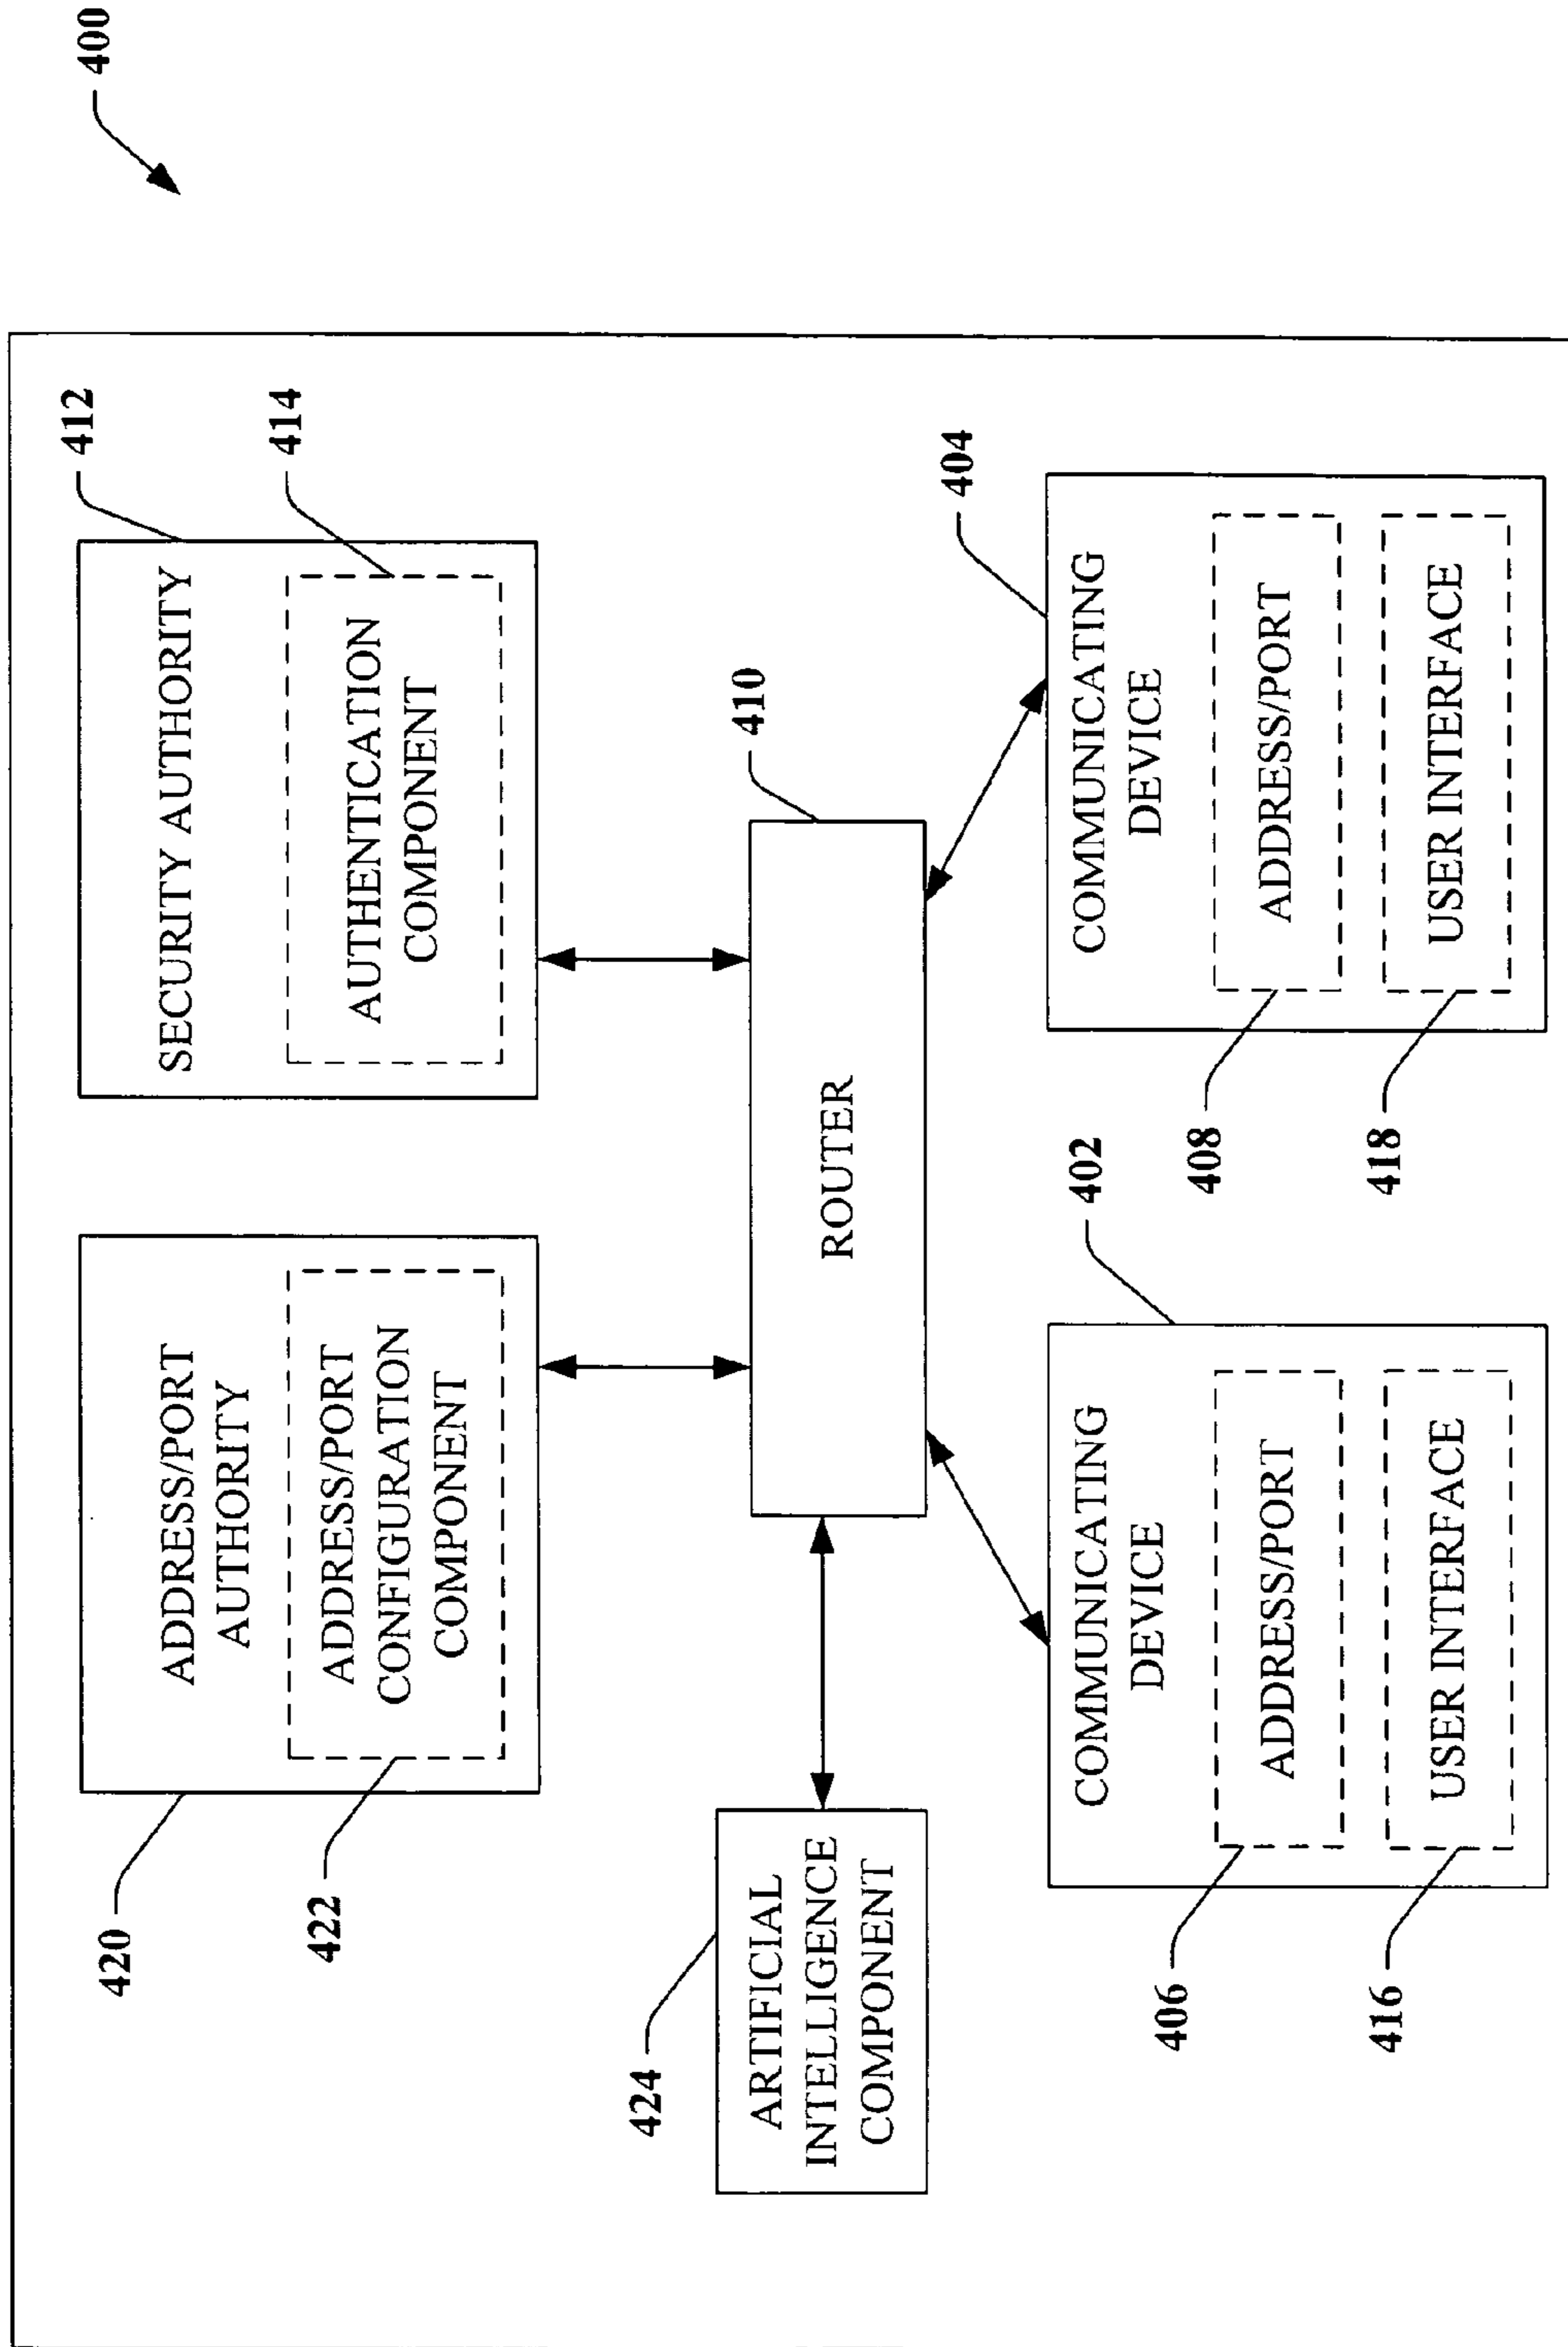 400
412
SECURITY AUTHORITY
414
AUTHENTICATION
COMPONENT
420
ADDRESS/PORT
AUTHORITY
422
ADDRESS/PORT
CONFIGURATION
COMPONENT
410
ROUTER
424
ARTIFICIAL
INTELLIGENCE
COMPONENT
402
COMMUNICATING
DEVICE
406
ADDRESS/PORT
416
USER INTERFACE
404
COMMUNICATING
DEVICE
408
ADDRESS/PORT
418
USER INTERFACE